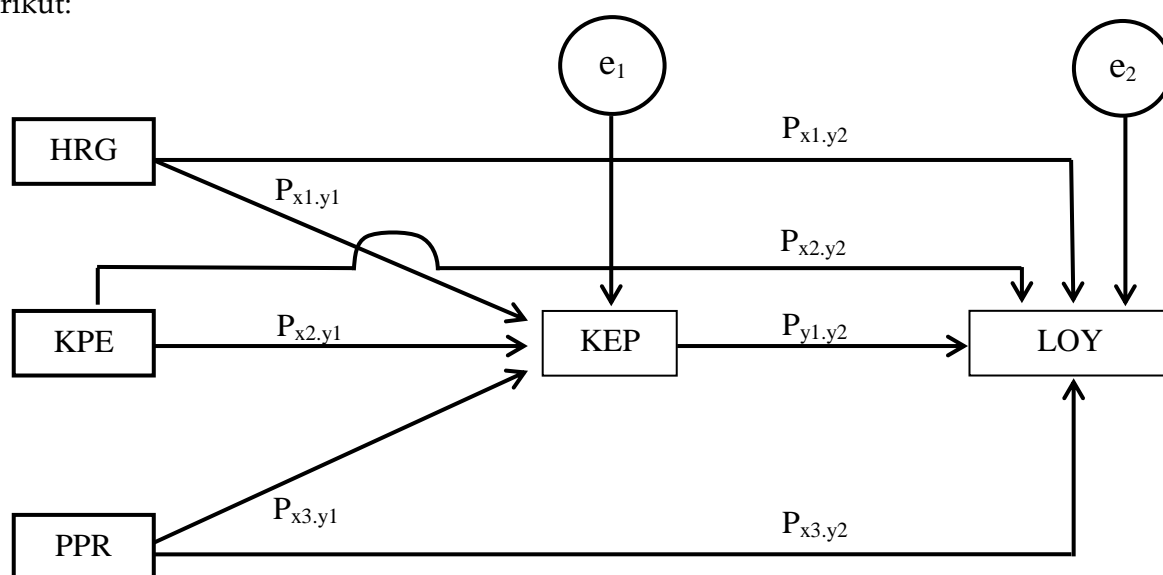 rikut:
e1
e2
HRG
Px1.y2
Px1.y1
Px2.y2
KPE
Px2.y1
KEP
Py1.y2
LOY
Px3.y1
PPR
Px3.y2